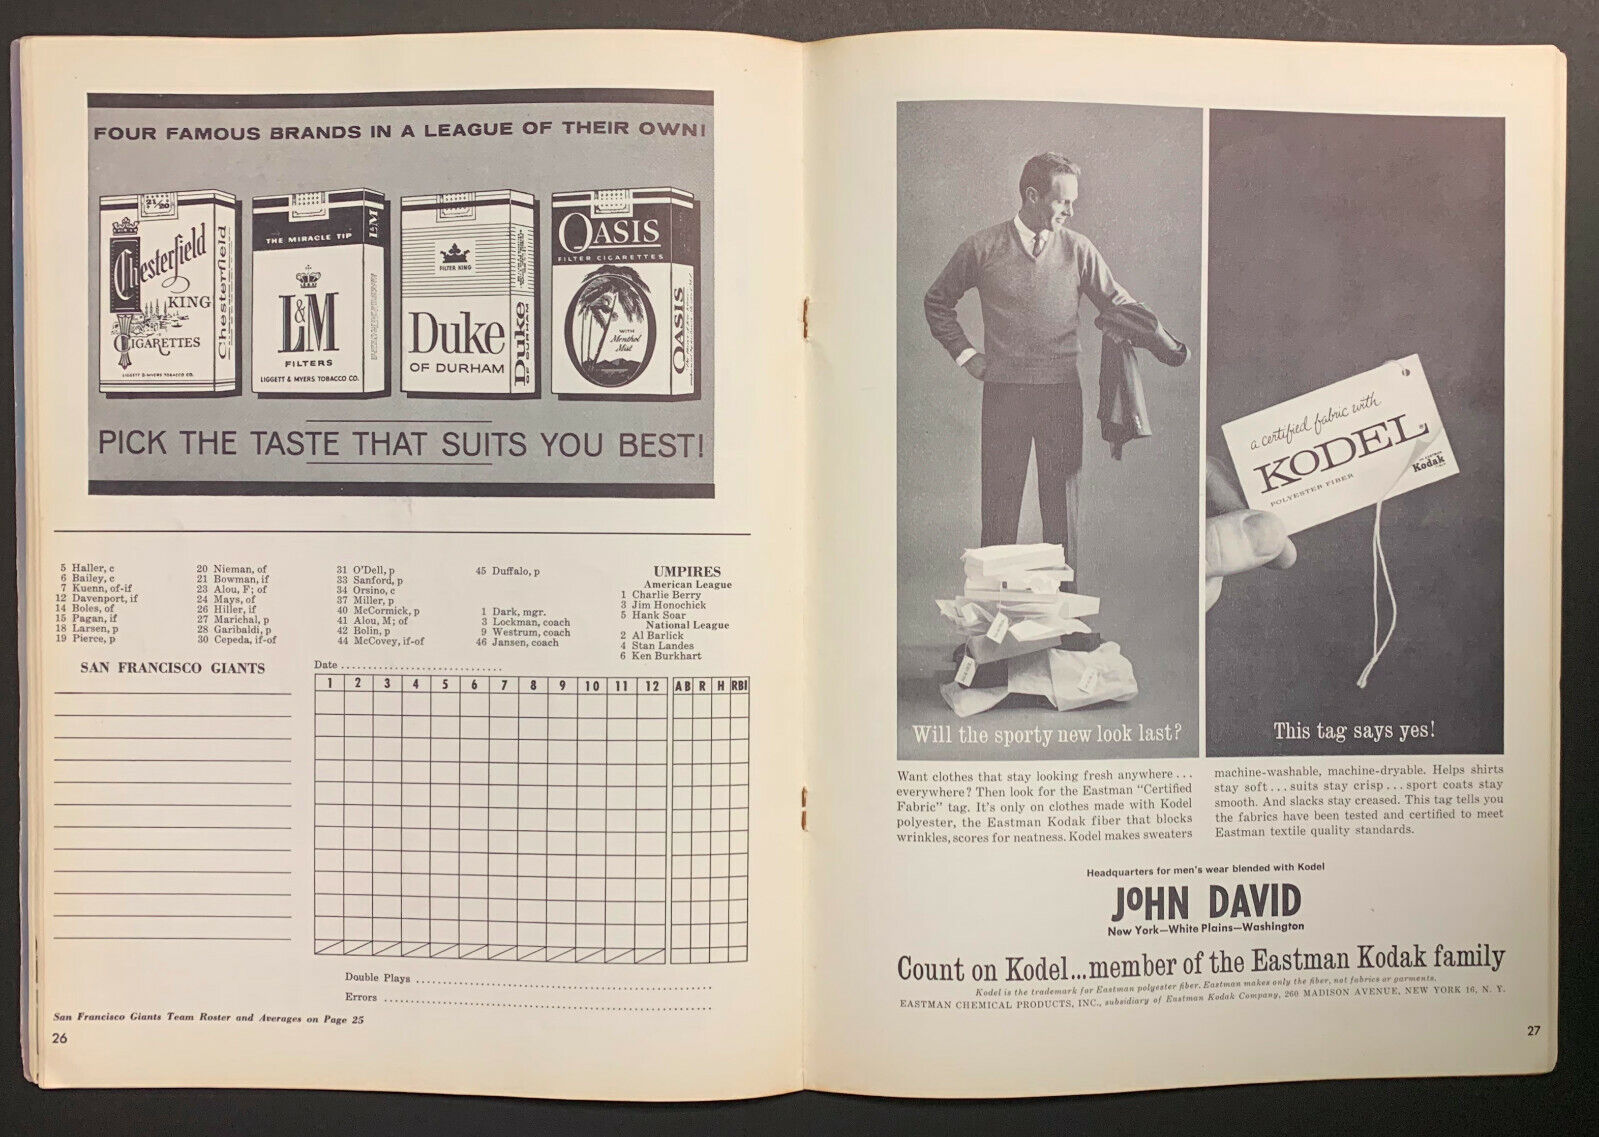 FOUR FAMOUS BRANDS IN A LEAGUE OF THEIR OWN!
21/20
Chesterfield
KING
CIGARETTES
LIGGETT & MYERS TOBACCO CO.
Chesterfield
THE MIRACLE TIP
L&M
L&M
FILTERS
LIGGETT & MYERS TOBACCO CO.
FILTER KING
Duke
OF DURHAM
Duke
OF DURHAM
OASIS
FILTER CIGARETTES
WITH
Menthol
Mist
OASIS
PICK THE TASTE THAT SUITS YOU BEST!
5 Haller, c
6 Bailey, c
7 Kuenn, of-if
12 Davenport, if
14 Boles, of
15 Pagan, if
18 Larsen, p
19 Pierce, p
20 Nieman, of
21 Bowman, if
23 Alou, F; of
24 Mays, of
26 Hiller, if
27 Marichal, p
28 Garibaldi, p
30 Cepeda, if-of
31 O'Dell, p
33 Sanford, p
34 Orsino, c
37 Miller, p
40 McCormick, p
41 Alou, M; of
42 Bolin, p
44 McCovey, if-of
45 Duffalo, p
1 Dark, mgr.
3 Lockman, coach
9 Westrum, coach
46 Jansen, coach
UMPIRES
American League
1 Charlie Berry
3 Jim Honochick
5 Hank Soar
National League
2 Al Barlick
4 Stan Landes
6 Ken Burkhart
SAN FRANCISCO GIANTS
Date
1 2 3 4 5 6 7 8 9 10 11 12 AB R H RBI
Double Plays
Errors
San Francisco Giants Team Roster and Averages on Page 25
26
a certified fabric with
KODEL®
POLYESTER FIBER
Kodak
Will the sporty new look last?
This tag says yes!
Want clothes that stay looking fresh anywhere...
everywhere? Then look for the Eastman "Certified
Fabric" tag. It's only on clothes made with Kodel
polyester, the Eastman Kodak fiber that blocks
wrinkles, scores for neatness. Kodel makes sweaters
machine-washable, machine-dryable. Helps shirts
stay soft...suits stay crisp...sport coats stay
smooth. And slacks stay creased. This tag tells you
the fabrics have been tested and certified to meet
Eastman textile quality standards.
Headquarters for men's wear blended with Kodel
JOHN DAVID
New York—White Plains—Washington
Count on Kodel...member of the Eastman Kodak family
Kodel is the trademark for Eastman polyester fiber. Eastman makes only the fiber, not fabrics or garments.
EASTMAN CHEMICAL PRODUCTS, INC., subsidiary of Eastman Kodak Company, 260 MADISON AVENUE, NEW YORK 16, N. Y.
27